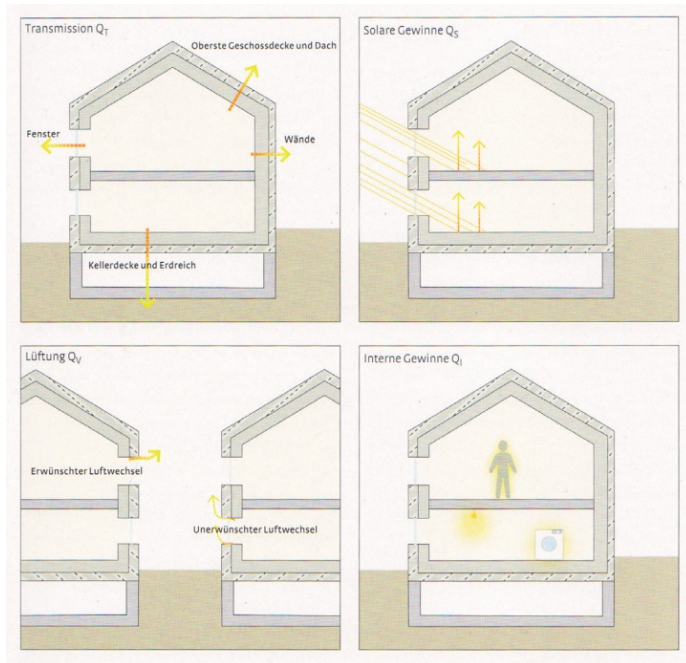 Transmission Q_T
Oberste Geschossdecke und Dach
Fenster
Wände
Kellerdecke und Erdreich
Solare Gewinne Q_S
Lüftung Q_V
Erwünschter Luftwechsel
Unerwünschter Luftwechsel
Interne Gewinne Q_I